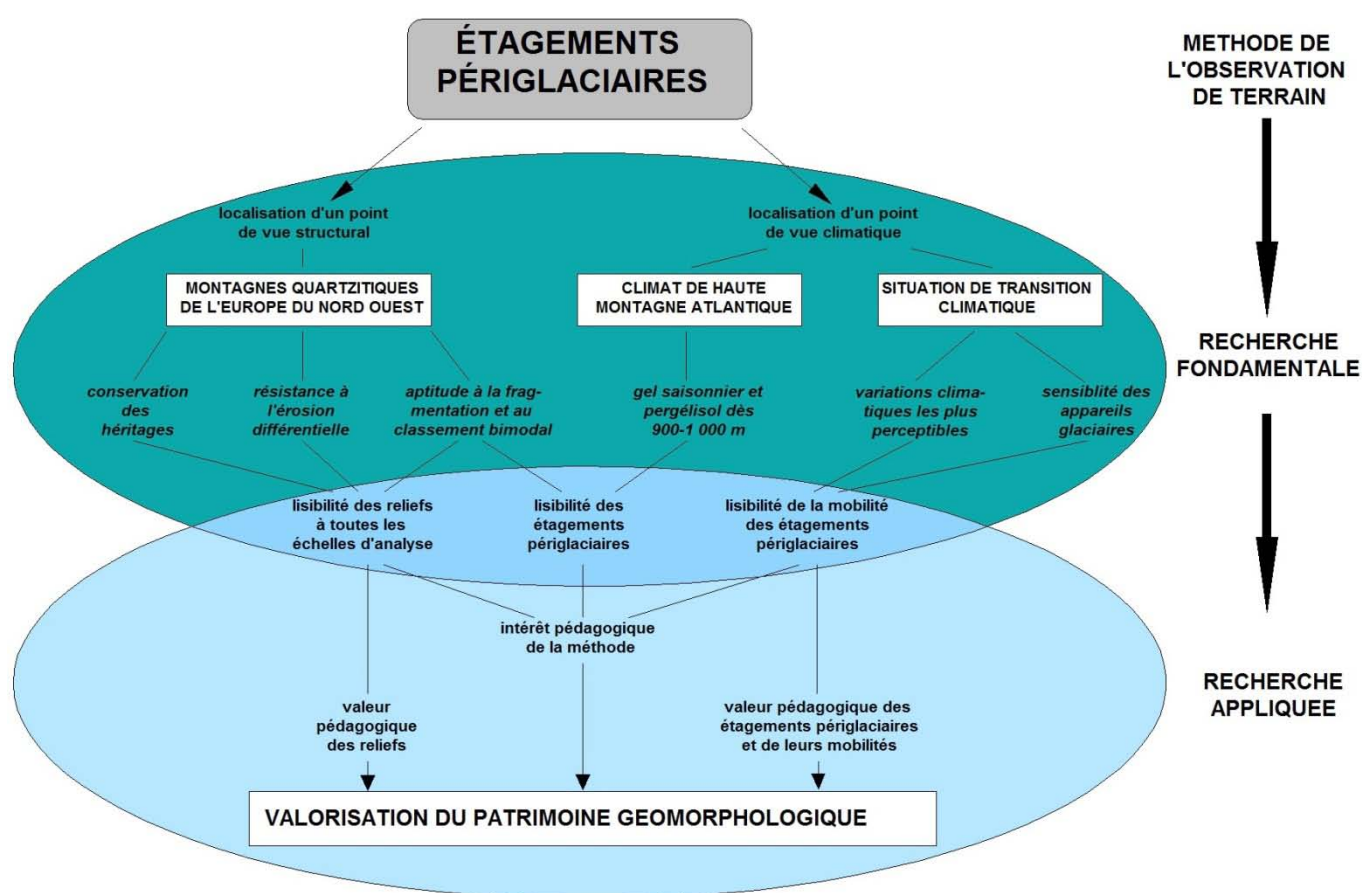 ÉTAGEMENTS
PÉRIGLACIAIRES
METHODE DE
L'OBSERVATION
DE TERRAIN
localisation d'un point
de vue structural
localisation d'un point
de vue climatique
MONTAGNES QUARTZITIQUES
DE L'EUROPE DU NORD OUEST
CLIMAT DE HAUTE
MONTAGNE ATLANTIQUE
SITUATION DE TRANSITION
CLIMATIQUE
RECHERCHE
FONDAMENTALE
conservation
des
héritages
résistance à
l'érosion
différentielle
aptitude à la frag-
mentation et au
classement bimodal
gel saisonnier et
pergélisol dès
900-1 000 m
variations clima-
tiques les plus
perceptibles
sensiblité des
appareils
glaciaires
lisibilité des reliefs
à toutes les
échelles d'analyse
lisibilité des
étagements
périglaciaires
lisibilité de la mobilité
des étagements
périglaciaires
intérêt pédagogique
de la méthode
RECHERCHE
APPLIQUEE
valeur
pédagogique
des reliefs
valeur pédagogique des
étagements périglaciaires
et de leurs mobilités
VALORISATION DU PATRIMOINE GEOMORPHOLOGIQUE